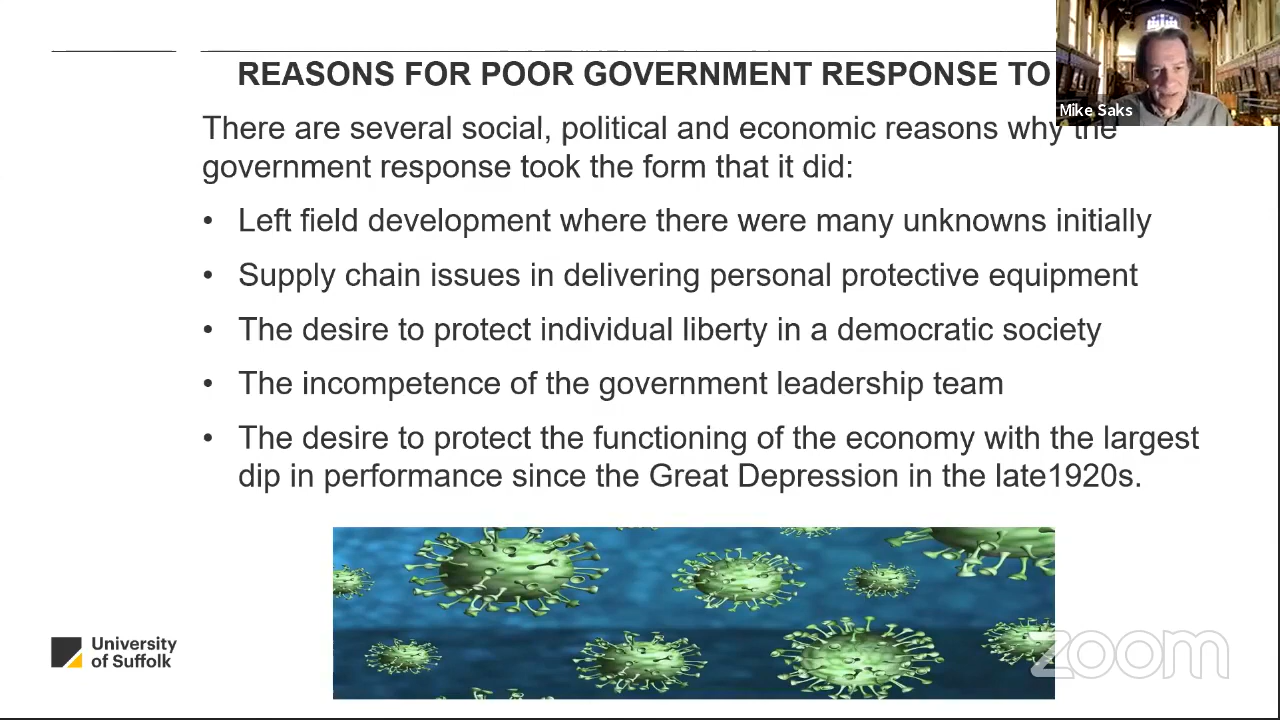 REASONS FOR POOR GOVERNMENT RESPONSE TO
Mike Saks
There are several social, political and economic reasons why the
government response took the form that it did:
• Left field development where there were many unknowns initially
• Supply chain issues in delivering personal protective equipment
• The desire to protect individual liberty in a democratic society
• The incompetence of the government leadership team
• The desire to protect the functioning of the economy with the largest
dip in performance since the Great Depression in the late1920s.
University
of Suffolk
zoom